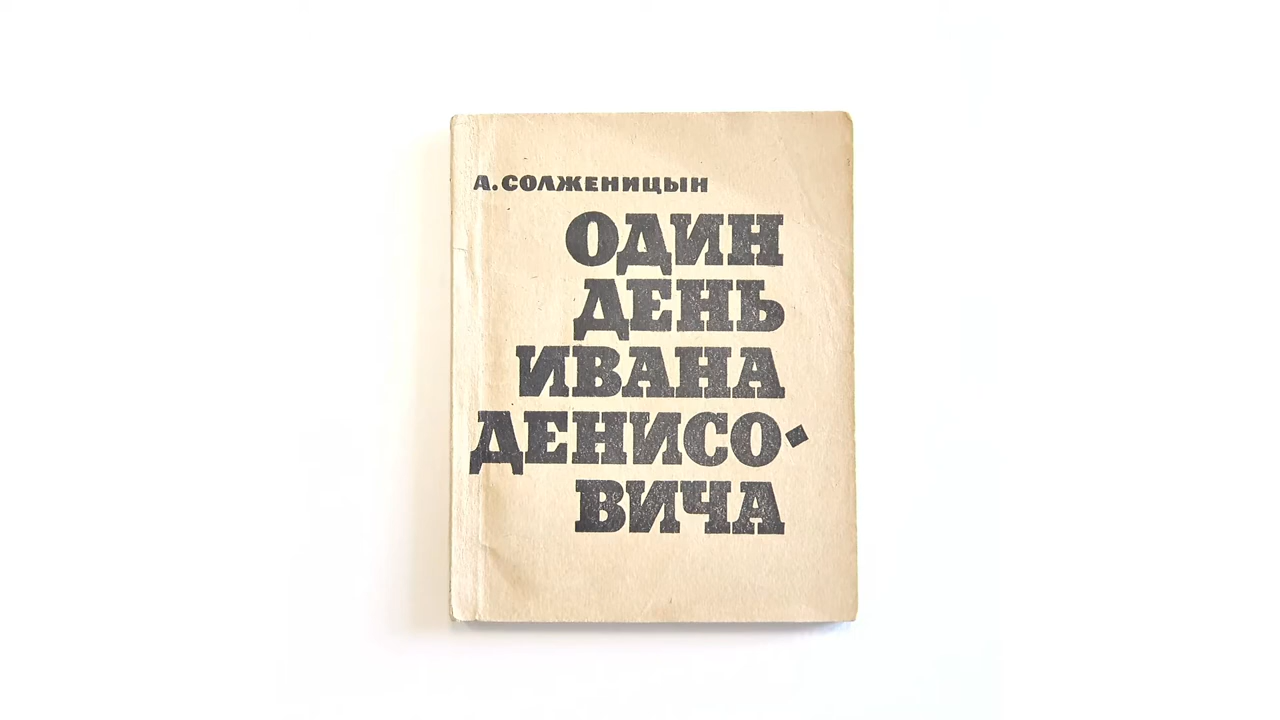 А. СОЛЖЕНИЦЫН
ОДИН
ДЕНЬ
ИВАНА
ДЕНИСО-
ВИЧА